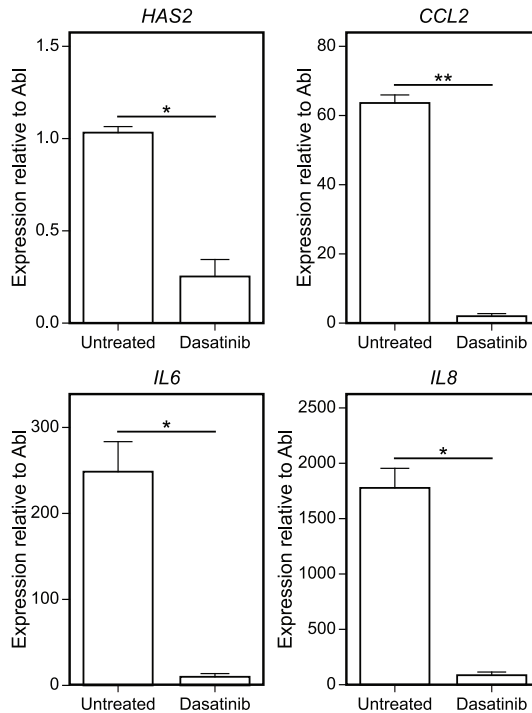 HAS2
CCL2
Expression relative to Abl
1.5
1.0
0.5
0.0
*
Untreated
Dasatinib
Expression relative to Abl
80
60
40
20
0
**
Untreated
Dasatinib
IL6
IL8
Expression relative to Abl
300
200
100
0
*
Untreated
Dasatinib
Expression relative to Abl
2500
2000
1500
1000
500
0
*
Untreated
Dasatinib